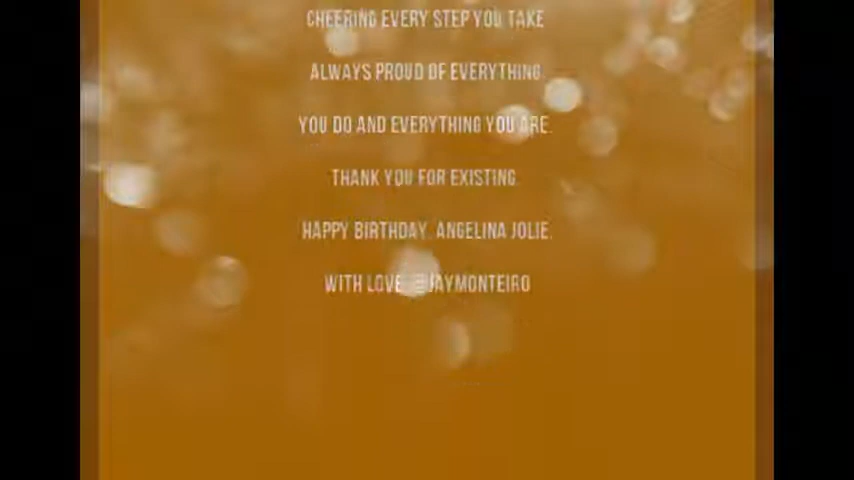 CHEERING EVERY STEP YOU TAKE
ALWAYS PROUD OF EVERYTHING
YOU DO AND EVERYTHING YOU ARE.
THANK YOU FOR EXISTING.
HAPPY BIRTHDAY, ANGELINA JOLIE.
WITH LOVE, @JAYMONTEIRO